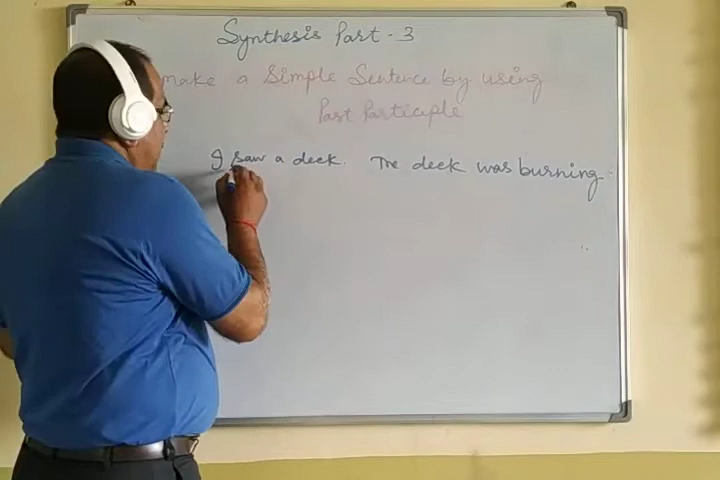 Synthesis Part - 3
make a Simple Sentence by using
Past Participle
I saw a deck. The deck was burning.